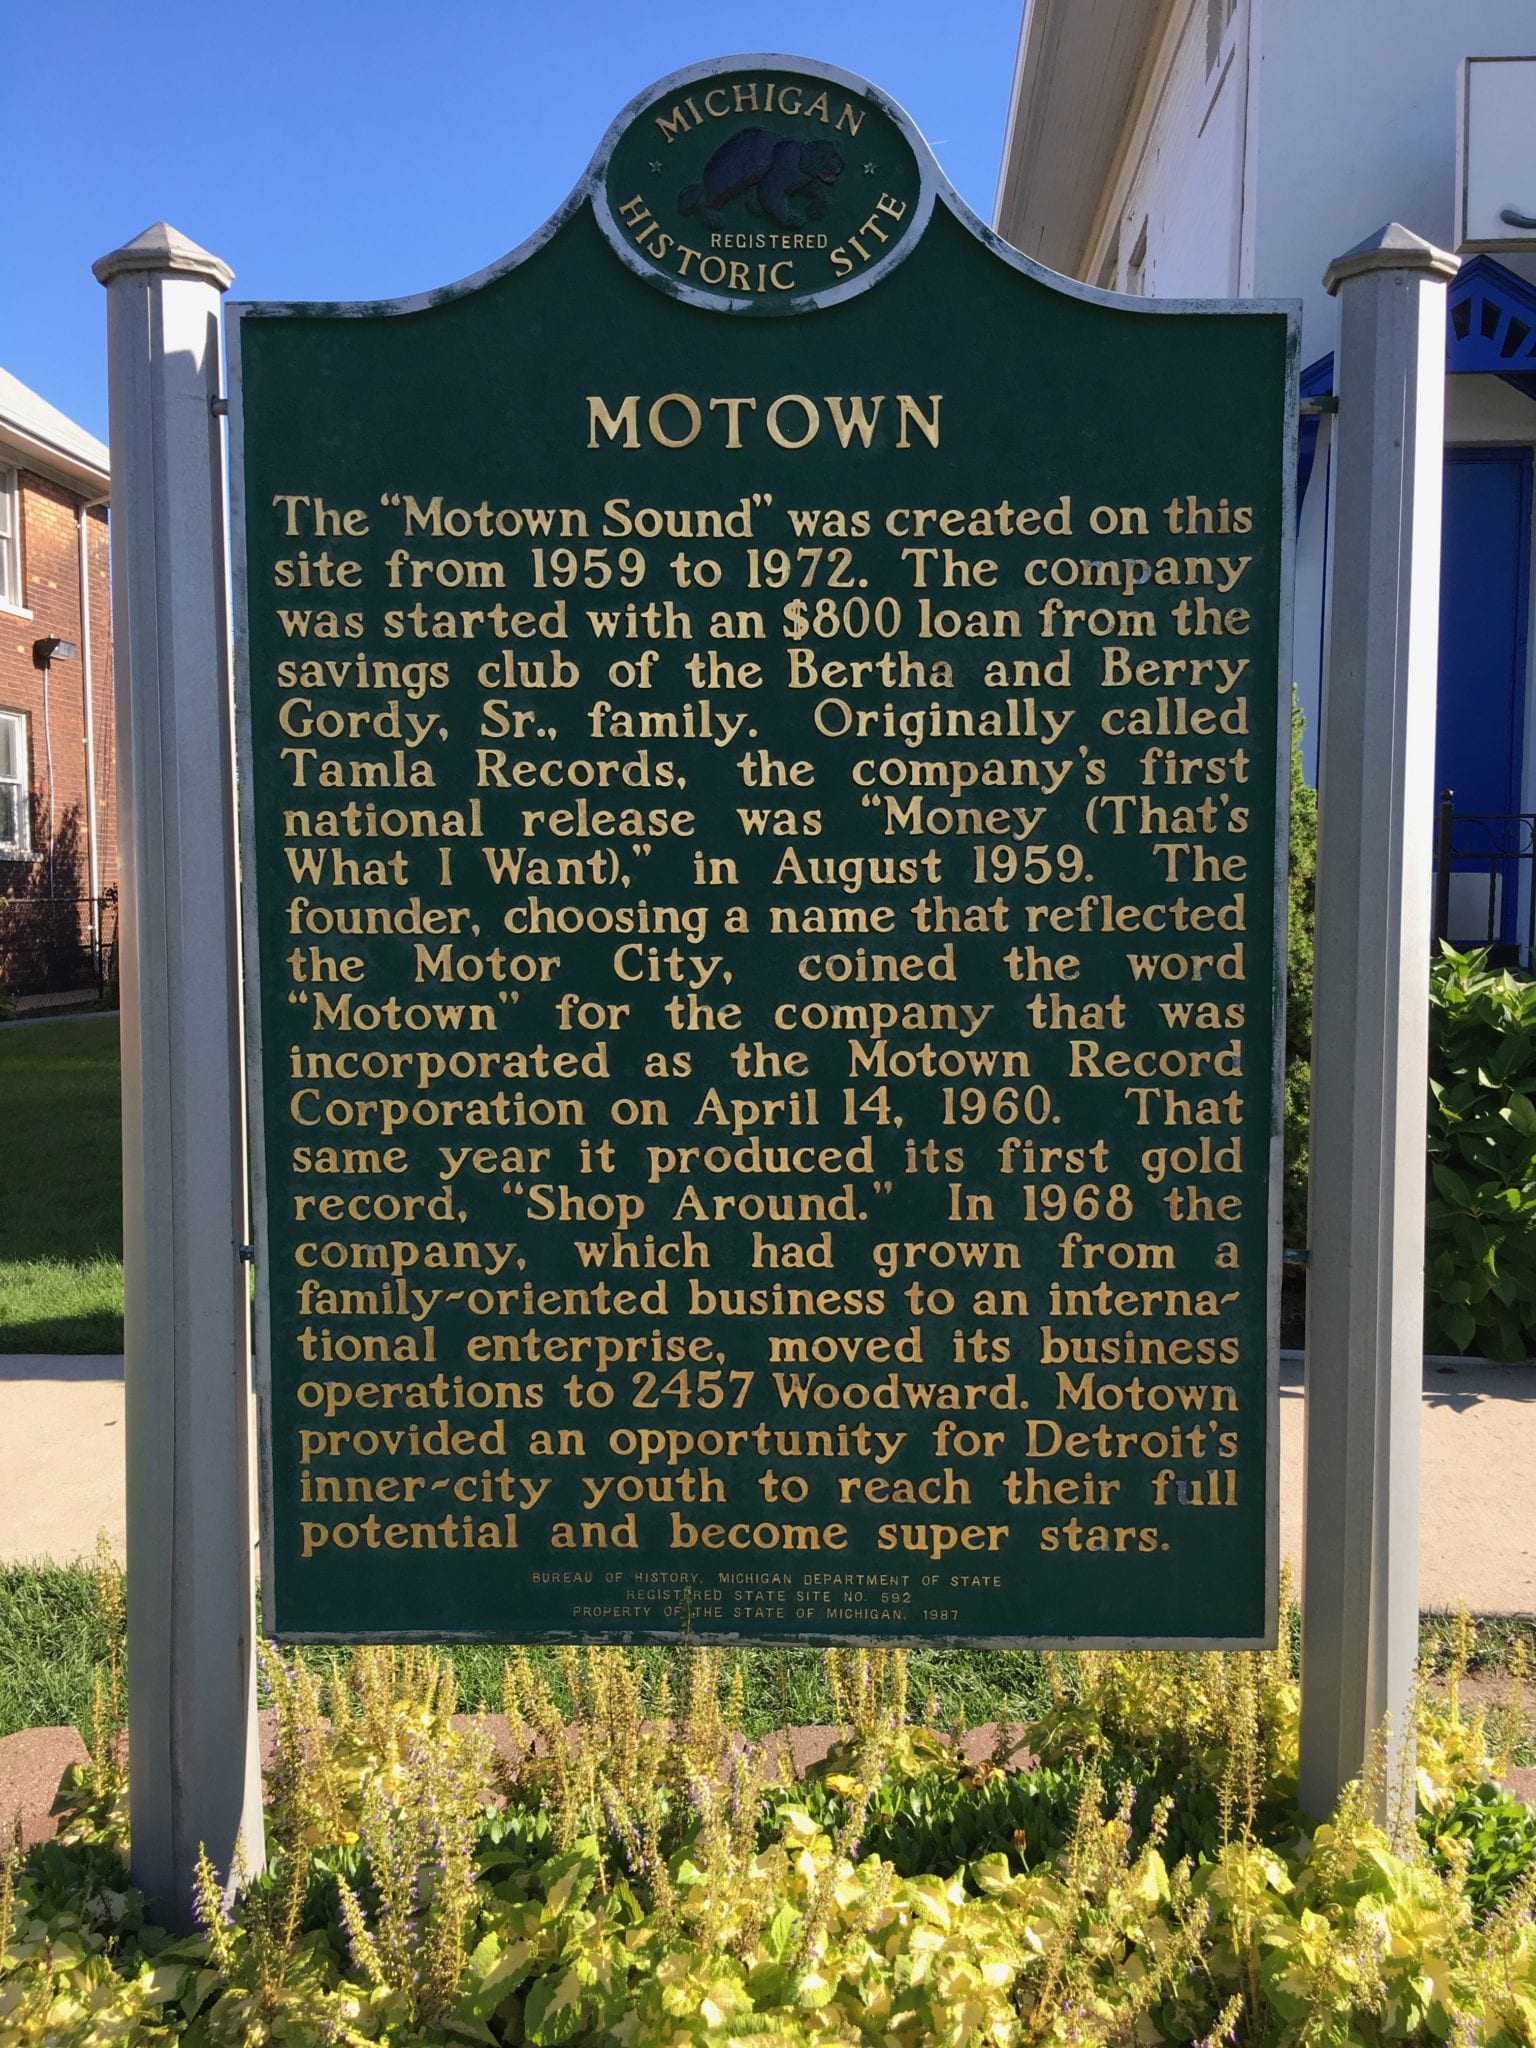 MICHIGAN
REGISTERED
HISTORIC SITE
MOTOWN
The “Motown Sound” was created on this
site from 1959 to 1972. The company
was started with an $800 loan from the
savings club of the Bertha and Berry
Gordy, Sr., family. Originally called
Tamla Records, the company's first
national release was “Money (That's
What I Want),” in August 1959. The
founder, choosing a name that reflected
the Motor City, coined the word
“Motown” for the company that was
incorporated as the Motown Record
Corporation on April 14, 1960. That
same year it produced its first gold
record, “Shop Around.” In 1968 the
company, which had grown from a
family-oriented business to an interna-
tional enterprise, moved its business
operations to 2457 Woodward. Motown
provided an opportunity for Detroit's
inner-city youth to reach their full
potential and become super stars.
BUREAU OF HISTORY, MICHIGAN DEPARTMENT OF STATE
REGISTERED STATE SITE NO. 592
PROPERTY OF THE STATE OF MICHIGAN, 1987